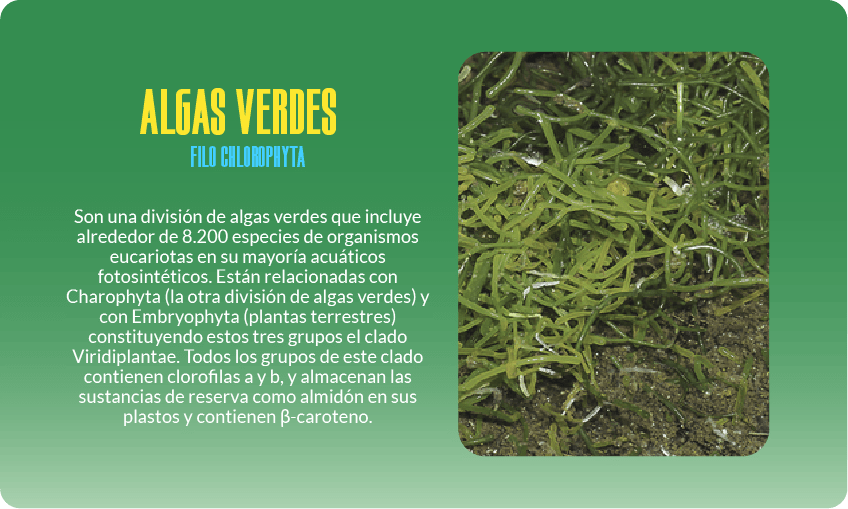 ALGAS VERDES
FILO CHLOROPHYTA
Son una división de algas verdes que incluye
alrededor de 8.200 especies de organismos
eucariotas en su mayoría acuáticos
fotosintéticos. Están relacionadas con
Charophyta (la otra división de algas verdes) y
con Embryophyta (plantas terrestres)
constituyendo estos tres grupos el clado
Viridiplantae. Todos los grupos de este clado
contienen clorofilas a y b, y almacenan las
sustancias de reserva como almidón en sus
plastos y contienen β-caroteno.